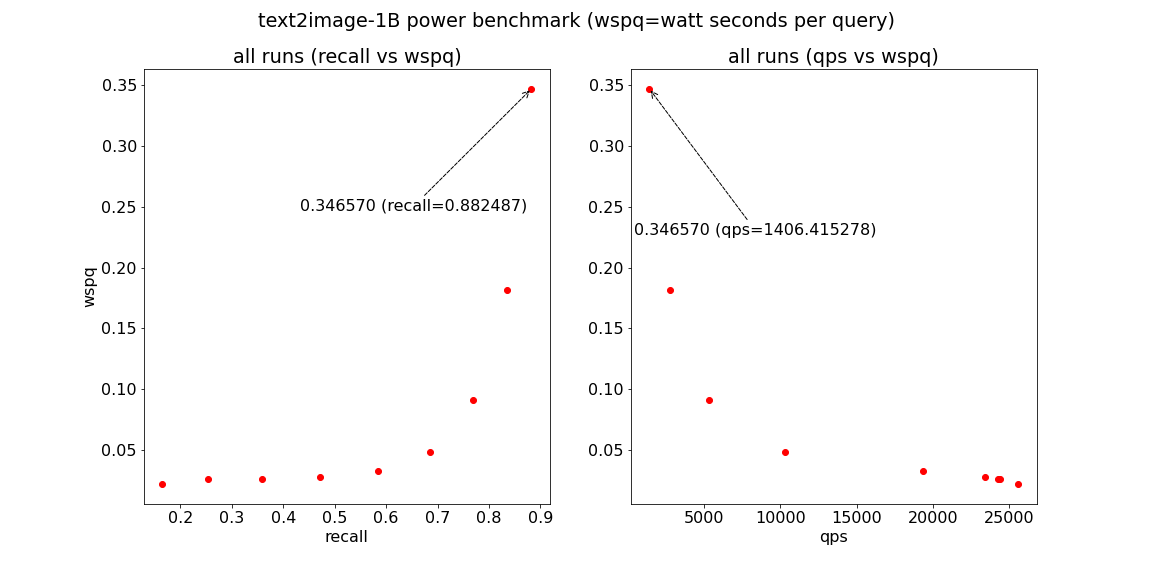 text2image-1B power benchmark (wspq=watt seconds per query)
all runs (recall vs wspq)
0.35
0.30
0.25
0.20
0.15
0.10
0.05
wspq
0.346570 (recall=0.882487)
0.2 0.3 0.4 0.5 0.6 0.7 0.8 0.9
recall
all runs (qps vs wspq)
0.35
0.30
0.25
0.20
0.15
0.10
0.05
0.346570 (qps=1406.415278)
5000 10000 15000 20000 25000
qps